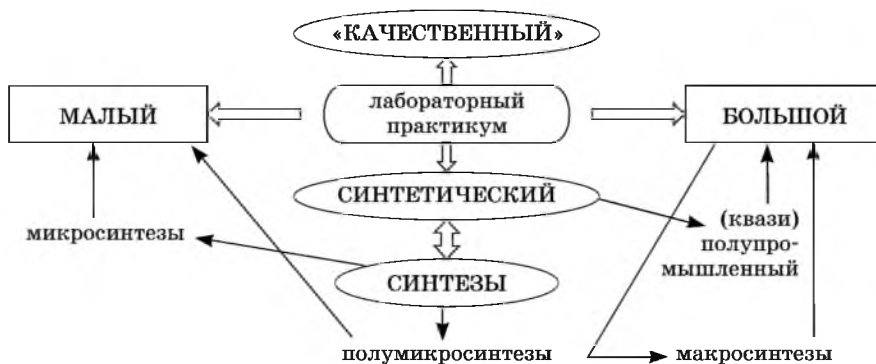 «КАЧЕСТВЕННЫЙ»
МАЛЫЙ
лабораторный
практикум
БОЛЬШОЙ
СИНТЕТИЧЕСКИЙ
микросинтезы
(квази)
полупро-
мышленный
СИНТЕЗЫ
полумикросинтезы
макросинтезы